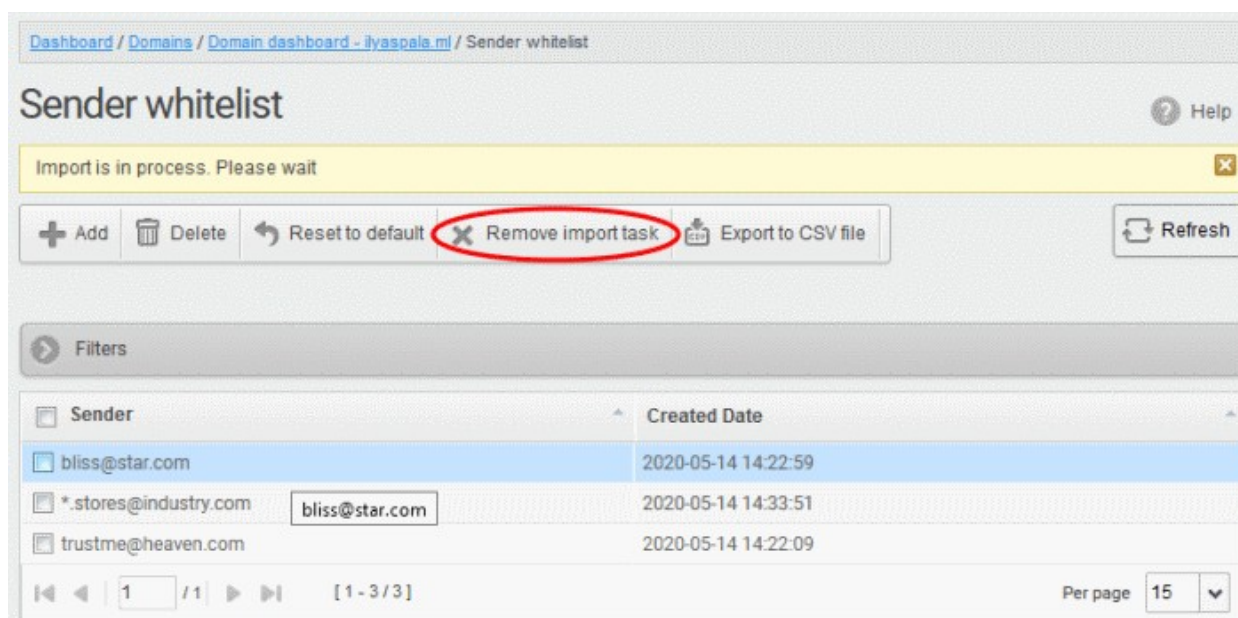 Dashboard / Domains / Domain dashboard - ilyaspala.ml / Sender whitelist
Sender whitelist
Help
Import is in process. Please wait
Add Delete Reset to default Remove import task Export to CSV file Refresh
Filters
Sender Created Date
bliss@star.com 2020-05-14 14:22:59
*.stores@industry.com 2020-05-14 14:33:51
bliss@star.com
trustme@heaven.com 2020-05-14 14:22:09
1 / 1 [ 1 - 3 / 3 ] Per page 15